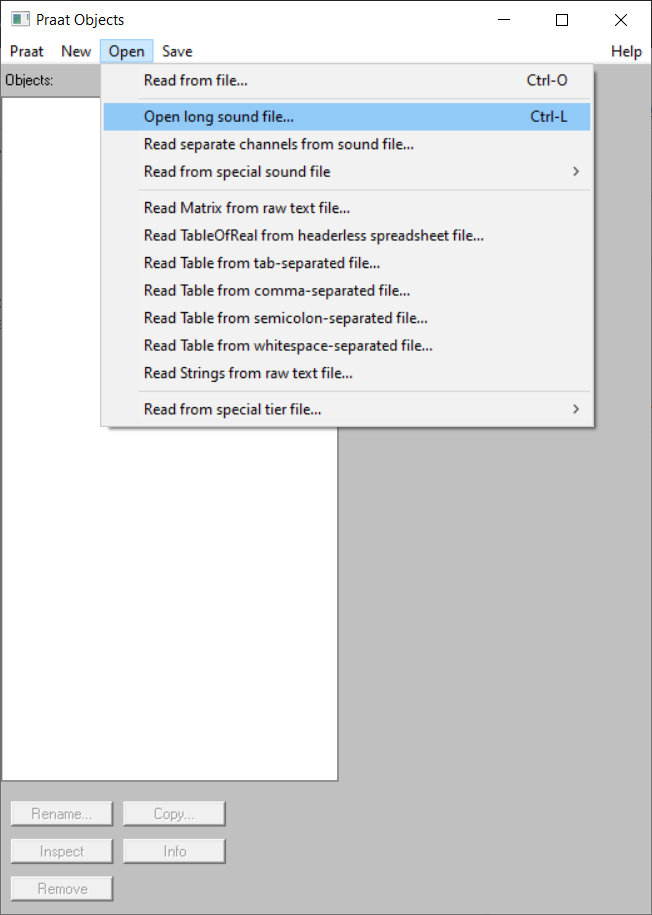 Praat Objects
Praat New Open Save Help
Objects:
Read from file... Ctrl-O
Open long sound file... Ctrl-L
Read separate channels from sound file...
Read from special sound file
Read Matrix from raw text file...
Read TableOfReal from headerless spreadsheet file...
Read Table from tab-separated file...
Read Table from comma-separated file...
Read Table from semicolon-separated file...
Read Table from whitespace-separated file...
Read Strings from raw text file...
Read from special tier file...
Rename... Copy...
Inspect Info
Remove